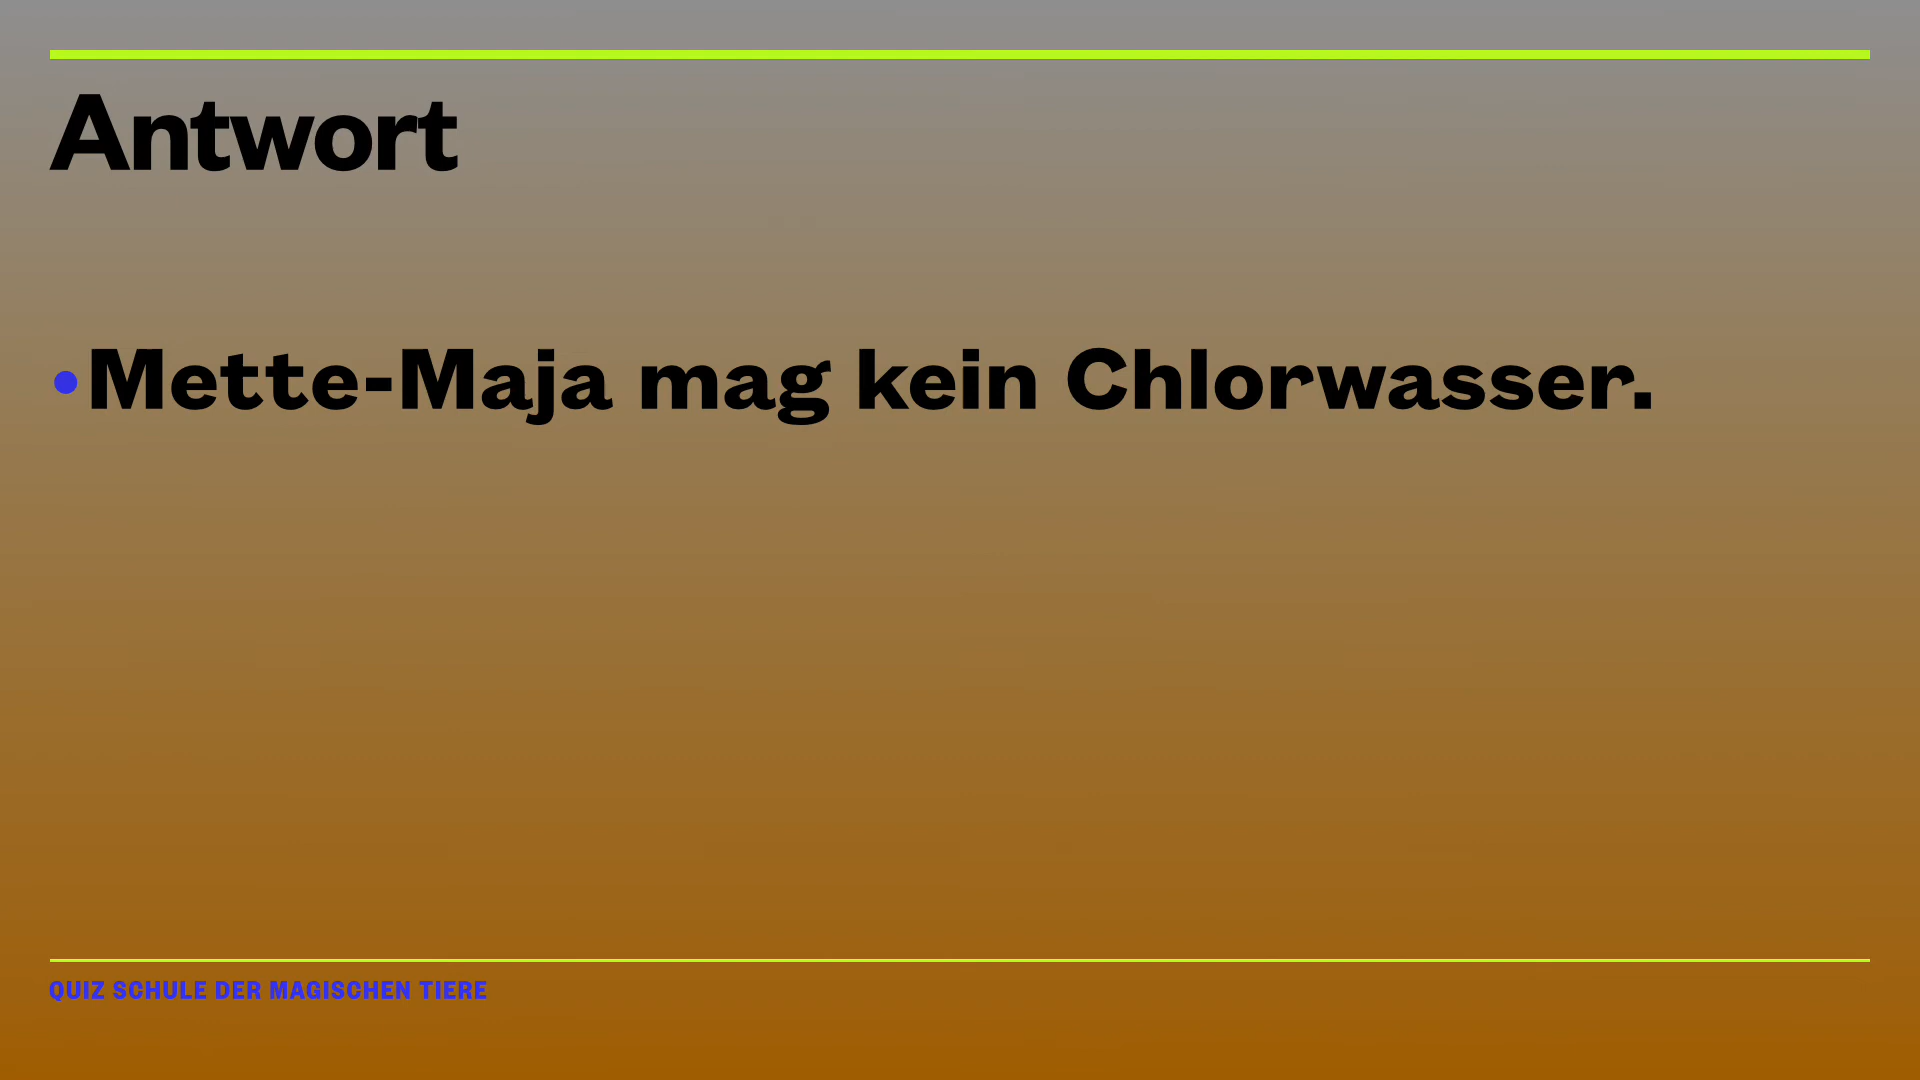 Antwort
•Mette-Maja mag kein Chlorwasser.
QUIZ SCHULE DER MAGISCHEN TIERE